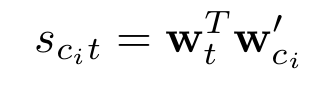 $s_{c_i t} = \mathbf{w}_t^T \mathbf{w}'_{c_i}$